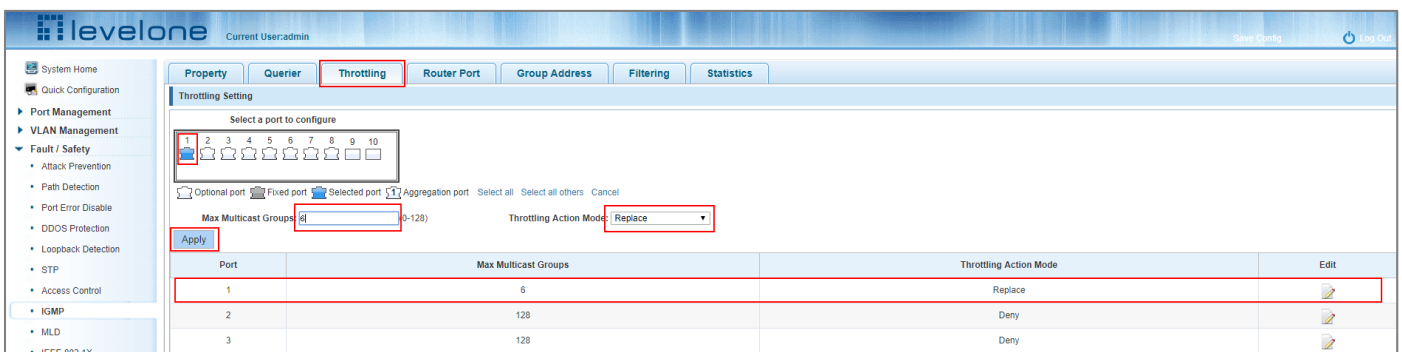 levelone Current User:admin Save Config Log Out
System Home
Quick Configuration
Port Management
VLAN Management
Fault / Safety
Attack Prevention
Path Detection
Port Error Disable
DDOS Protection
Loopback Detection
STP
Access Control
IGMP
MLD
IEEE 802.1X
Property Querier Throttling Router Port Group Address Filtering Statistics
Throttling Setting
Select a port to configure
1 2 3 4 5 6 7 8 9 10
Optional port Fixed port Selected port 1 Aggregation port Select all Select all others Cancel
Max Multicast Groups: 6 (0-128) Throttling Action Mode: Replace
Apply
Port Max Multicast Groups Throttling Action Mode Edit
1 6 Replace
2 128 Deny
3 128 Deny